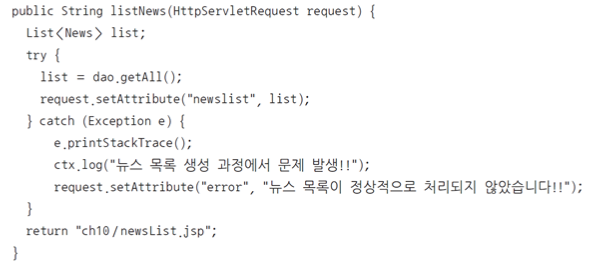 public String listNews(HttpServletRequest request) {
  List<News> list;
  try {
    list = dao.getAll();
    request.setAttribute("newslist", list);
  } catch (Exception e) {
      e.printStackTrace();
      ctx.log("뉴스 목록 생성 과정에서 문제 발생!!");
      request.setAttribute("error", "뉴스 목록이 정상적으로 처리되지 않았습니다!!");
  }
  return "ch10/newsList.jsp";
}